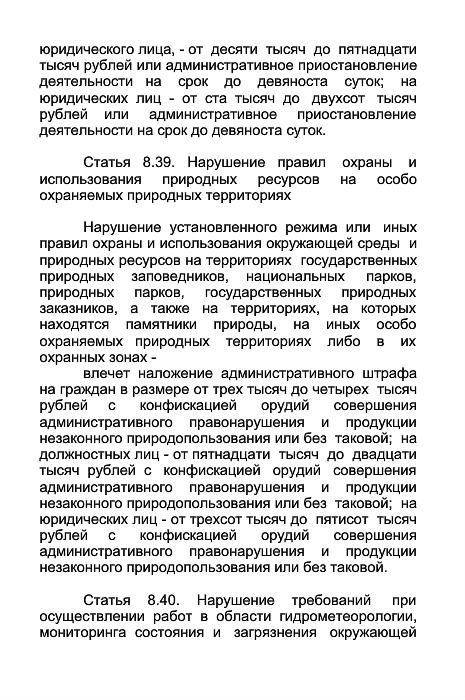 юридического лица, - от десяти тысяч до пятнадцати
тысяч рублей или административное приостановление
деятельности на срок до девяноста суток; на
юридических лиц - от ста тысяч до двухсот тысяч
рублей или административное приостановление
деятельности на срок до девяноста суток.
Статья 8.39. Нарушение правил охраны и
использования природных ресурсов на особо
охраняемых природных территориях
Нарушение установленного режима или иных
правил охраны и использования окружающей среды и
природных ресурсов на территориях государственных
природных заповедников, национальных парков,
природных парков, государственных природных
заказников, а также на территориях, на которых
находятся памятники природы, на иных особо
охраняемых природных территориях либо в их
охранных зонах -
влечет наложение административного штрафа
на граждан в размере от трех тысяч до четырех тысяч
рублей с конфискацией орудий совершения
административного правонарушения и продукции
незаконного природопользования или без таковой; на
должностных лиц - от пятнадцати тысяч до двадцати
тысяч рублей с конфискацией орудий совершения
административного правонарушения и продукции
незаконного природопользования или без таковой; на
юридических лиц - от трехсот тысяч до пятисот тысяч
рублей с конфискацией орудий совершения
административного правонарушения и продукции
незаконного природопользования или без таковой.
Статья 8.40. Нарушение требований при
осуществлении работ в области гидрометеорологии,
мониторинга состояния и загрязнения окружающей